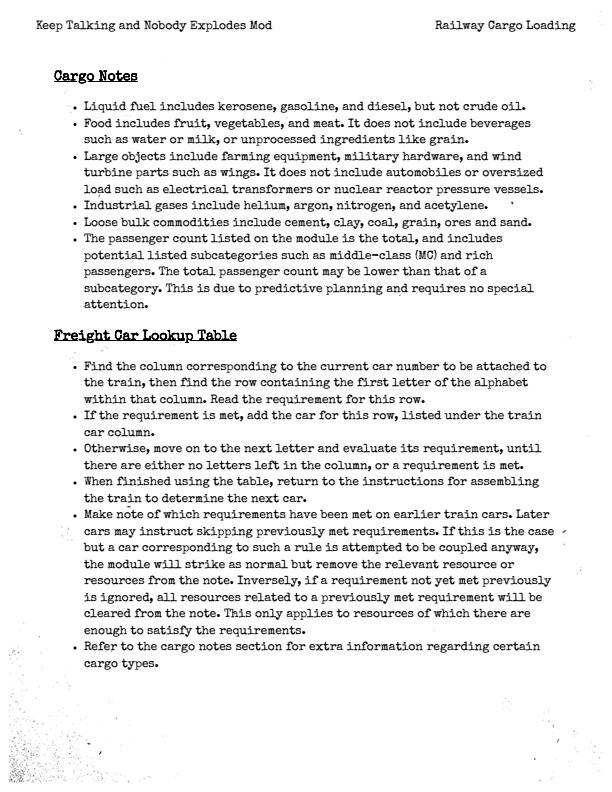 Keep Talking and Nobody Explodes Mod
Railway Cargo Loading
Cargo Notes
• Liquid fuel includes kerosene, gasoline, and diesel, but not crude oil.
• Food includes fruit, vegetables, and meat. It does not include beverages
such as water or milk, or unprocessed ingredients like grain.
• Large objects include farming equipment, military hardware, and wind
turbine parts such as wings. It does not include automobiles or oversized
load such as electrical transformers or nuclear reactor pressure vessels.
• Industrial gases include helium, argon, nitrogen, and acetylene.
• Loose bulk commodities include cement, clay, coal, grain, ores and sand.
• The passenger count listed on the module is the total, and includes
potential listed subcategories such as middle-class (MC) and rich
passengers. The total passenger count may be lower than that of a
subcategory. This is due to predictive planning and requires no special
attention.
Freight Car Lookup Table
• Find the column corresponding to the current car number to be attached to
the train, then find the row containing the first letter of the alphabet
within that column. Read the requirement for this row.
• If the requirement is met, add the car for this row, listed under the train
car column.
• Otherwise, move on to the next letter and evaluate its requirement, until
there are either no letters left in the column, or a requirement is met.
• When finished using the table, return to the instructions for assembling
the train to determine the next car.
• Make note of which requirements have been met on earlier train cars. Later
cars may instruct skipping previously met requirements. If this is the case
but a car corresponding to such a rule is attempted to be coupled anyway,
the module will strike as normal but remove the relevant resource or
resources from the note. Inversely, if a requirement not yet met previously
is ignored, all resources related to a previously met requirement will be
cleared from the note. This only applies to resources of which there are
enough to satisfy the requirements.
• Refer to the cargo notes section for extra information regarding certain
cargo types.